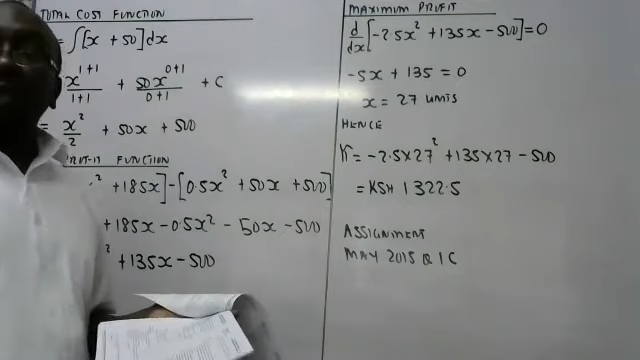 TOTAL COST FUNCTION
= ∫[x + 50]dx
x^{1+1}/1+1 + 50x^{0+1}/0+1 + C
= x²/2 + 50x + 500
FUNCTION
² + 185x] - [0.5x² + 50x + 500]
+ 185x - 0.5x² - 50x - 500
² + 135x - 500
MAXIMUM PROFIT
d/dx[-2.5x² + 135x - 500] = 0
-5x + 135 = 0
x = 27 UNITS
HENCE
π = -2.5x27² + 135x27 - 500
= KSH 1322.5
ASSIGNMENT
MAY 2015 Q1C